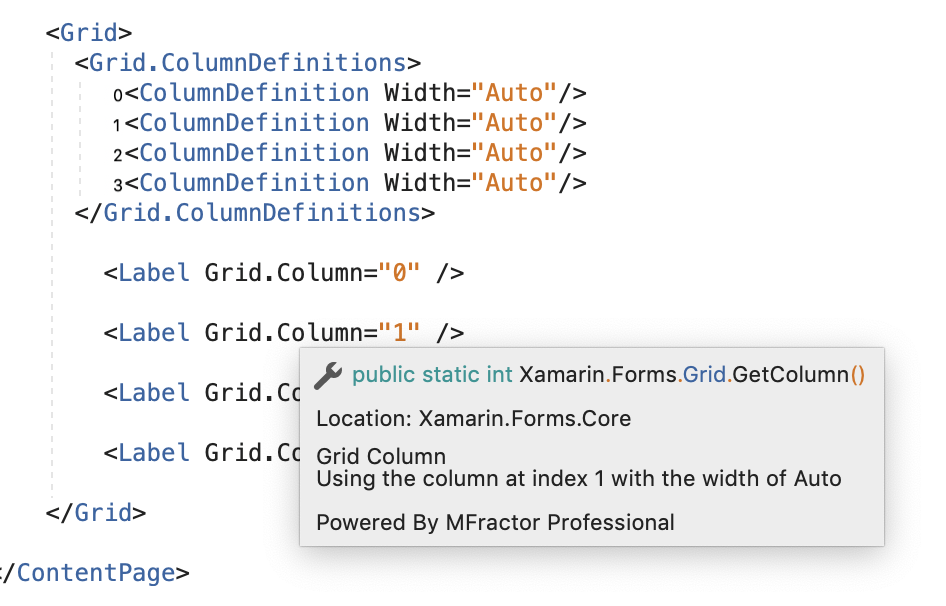 <Grid>
<Grid.ColumnDefinitions>
0<ColumnDefinition Width="Auto"/>
1<ColumnDefinition Width="Auto"/>
2<ColumnDefinition Width="Auto"/>
3<ColumnDefinition Width="Auto"/>
</Grid.ColumnDefinitions>
<Label Grid.Column="0" />
<Label Grid.Column="1" />
<Label Grid.Co
<Label Grid.Co
</Grid>
</ContentPage>
public static int Xamarin.Forms.Grid.GetColumn()
Location: Xamarin.Forms.Core
Grid Column
Using the column at index 1 with the width of Auto
Powered By MFractor Professional